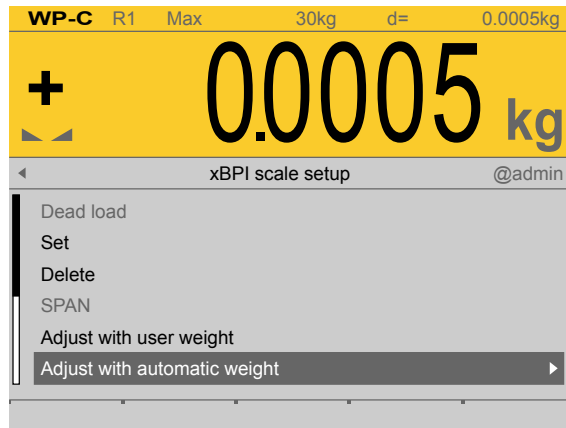 WP-C R1 Max 30kg d= 0.0005kg
+ 0.0005 kg
xBPI scale setup @admin
Dead load
Set
Delete
SPAN
Adjust with user weight
Adjust with automatic weight